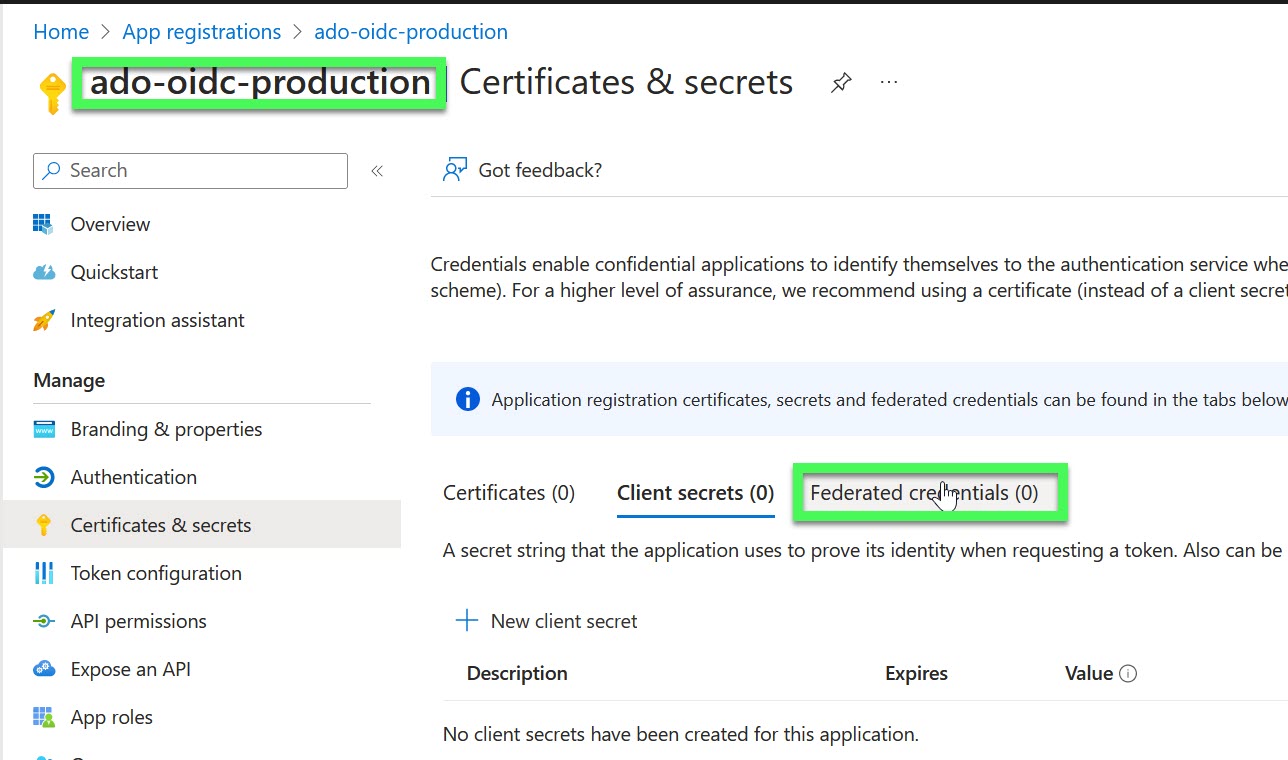 Home > App registrations > ado-oidc-production
ado-oidc-production | Certificates & secrets
Search
Got feedback?
Overview
Quickstart
Integration assistant
Manage
Branding & properties
Authentication
Certificates & secrets
Token configuration
API permissions
Expose an API
App roles
Credentials enable confidential applications to identify themselves to the authentication service whe
scheme). For a higher level of assurance, we recommend using a certificate (instead of a client secret
Application registration certificates, secrets and federated credentials can be found in the tabs below
Certificates (0) Client secrets (0) Federated credentials (0)
A secret string that the application uses to prove its identity when requesting a token. Also can be
New client secret
Description Expires Value
No client secrets have been created for this application.